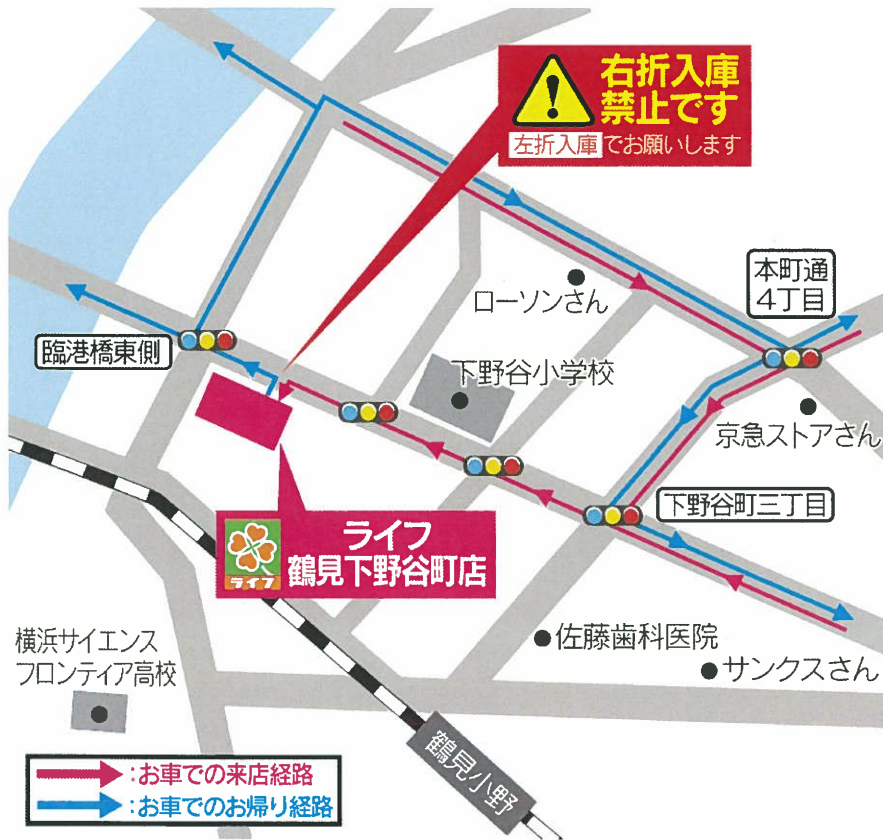 右折入庫
禁止です
左折入庫でお願いします
本町通
4丁目
ローソンさん
臨港橋東側
下野谷小学校
京急ストアさん
下野谷町三丁目
ライフ
鶴見下野谷町店
ライフ
佐藤歯科医院
サンクスさん
横浜サイエンス
フロンティア高校
鶴見小野
:お車での来店経路
:お車でのお帰り経路